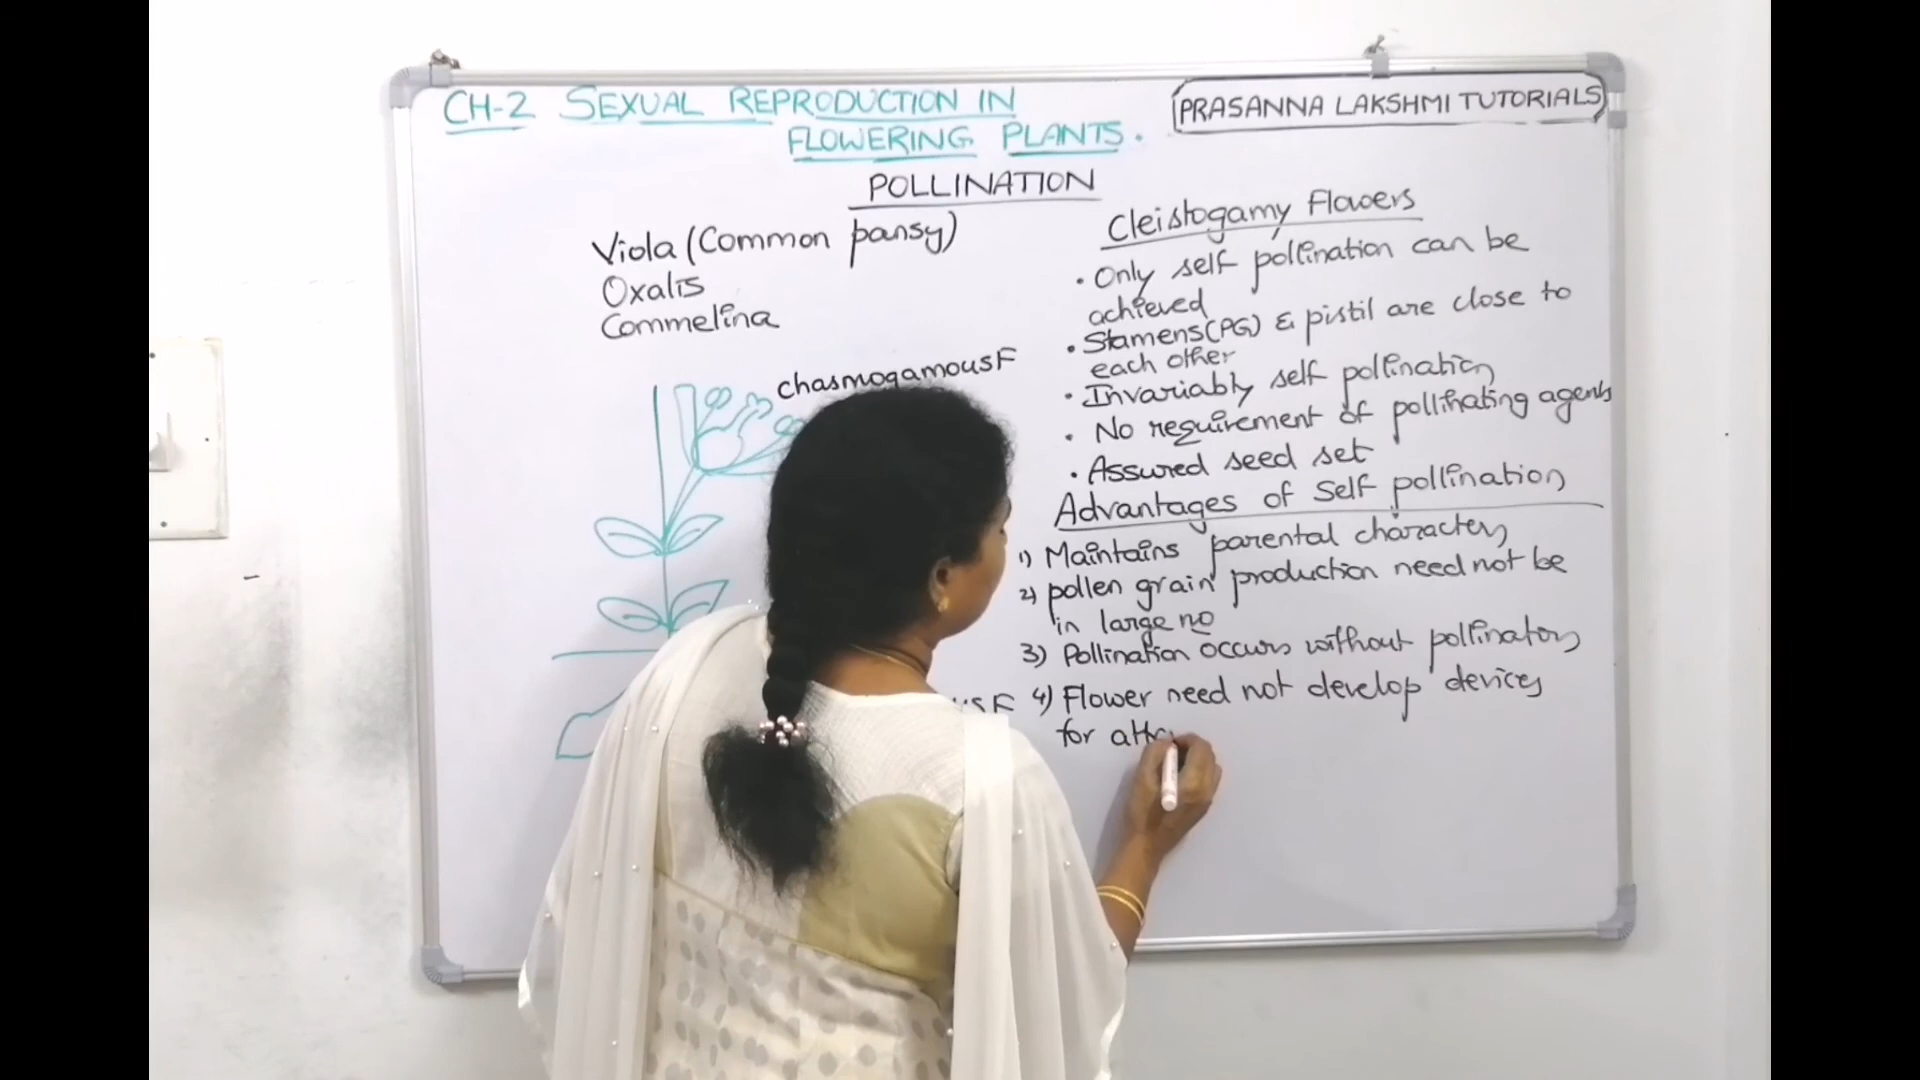 CH-2 SEXUAL REPRODUCTION IN
FLOWERING PLANTS.
PRASANNA LAKSHMI TUTORIALS
POLLINATION
Viola (Common pansy)
Oxalis
Commelina
chasmogamous F
Cleistogamy Flowers
• Only self pollination can be
achieved
• Stamens(PG) & pistil are close to
each other
• Invariably self pollination
• No requirement of pollinating agents
• Assured seed set
Advantages of Self pollination
1) Maintains parental characters
2) pollen grain production need not be
in large no
3) Pollination occurs without pollinators
4) Flower need not develop devices
for